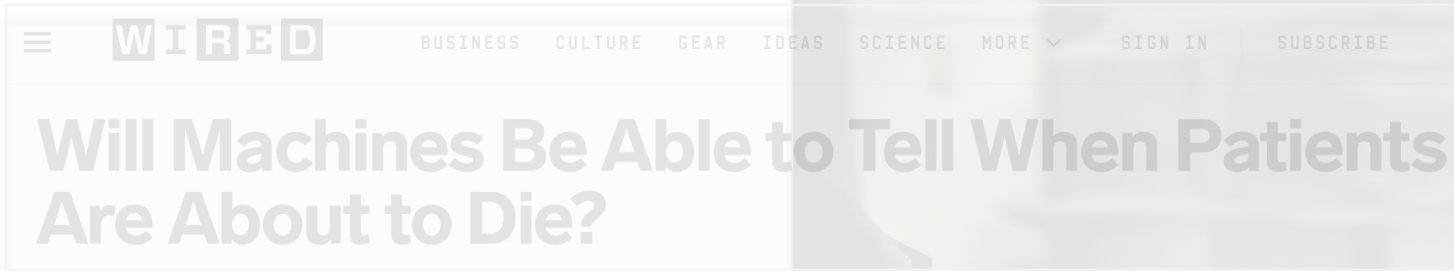 WIRED BUSINESS CULTURE GEAR IDEAS SCIENCE MORE SIGN IN SUBSCRIBE
Will Machines Be Able to Tell When Patients
Are About to Die?